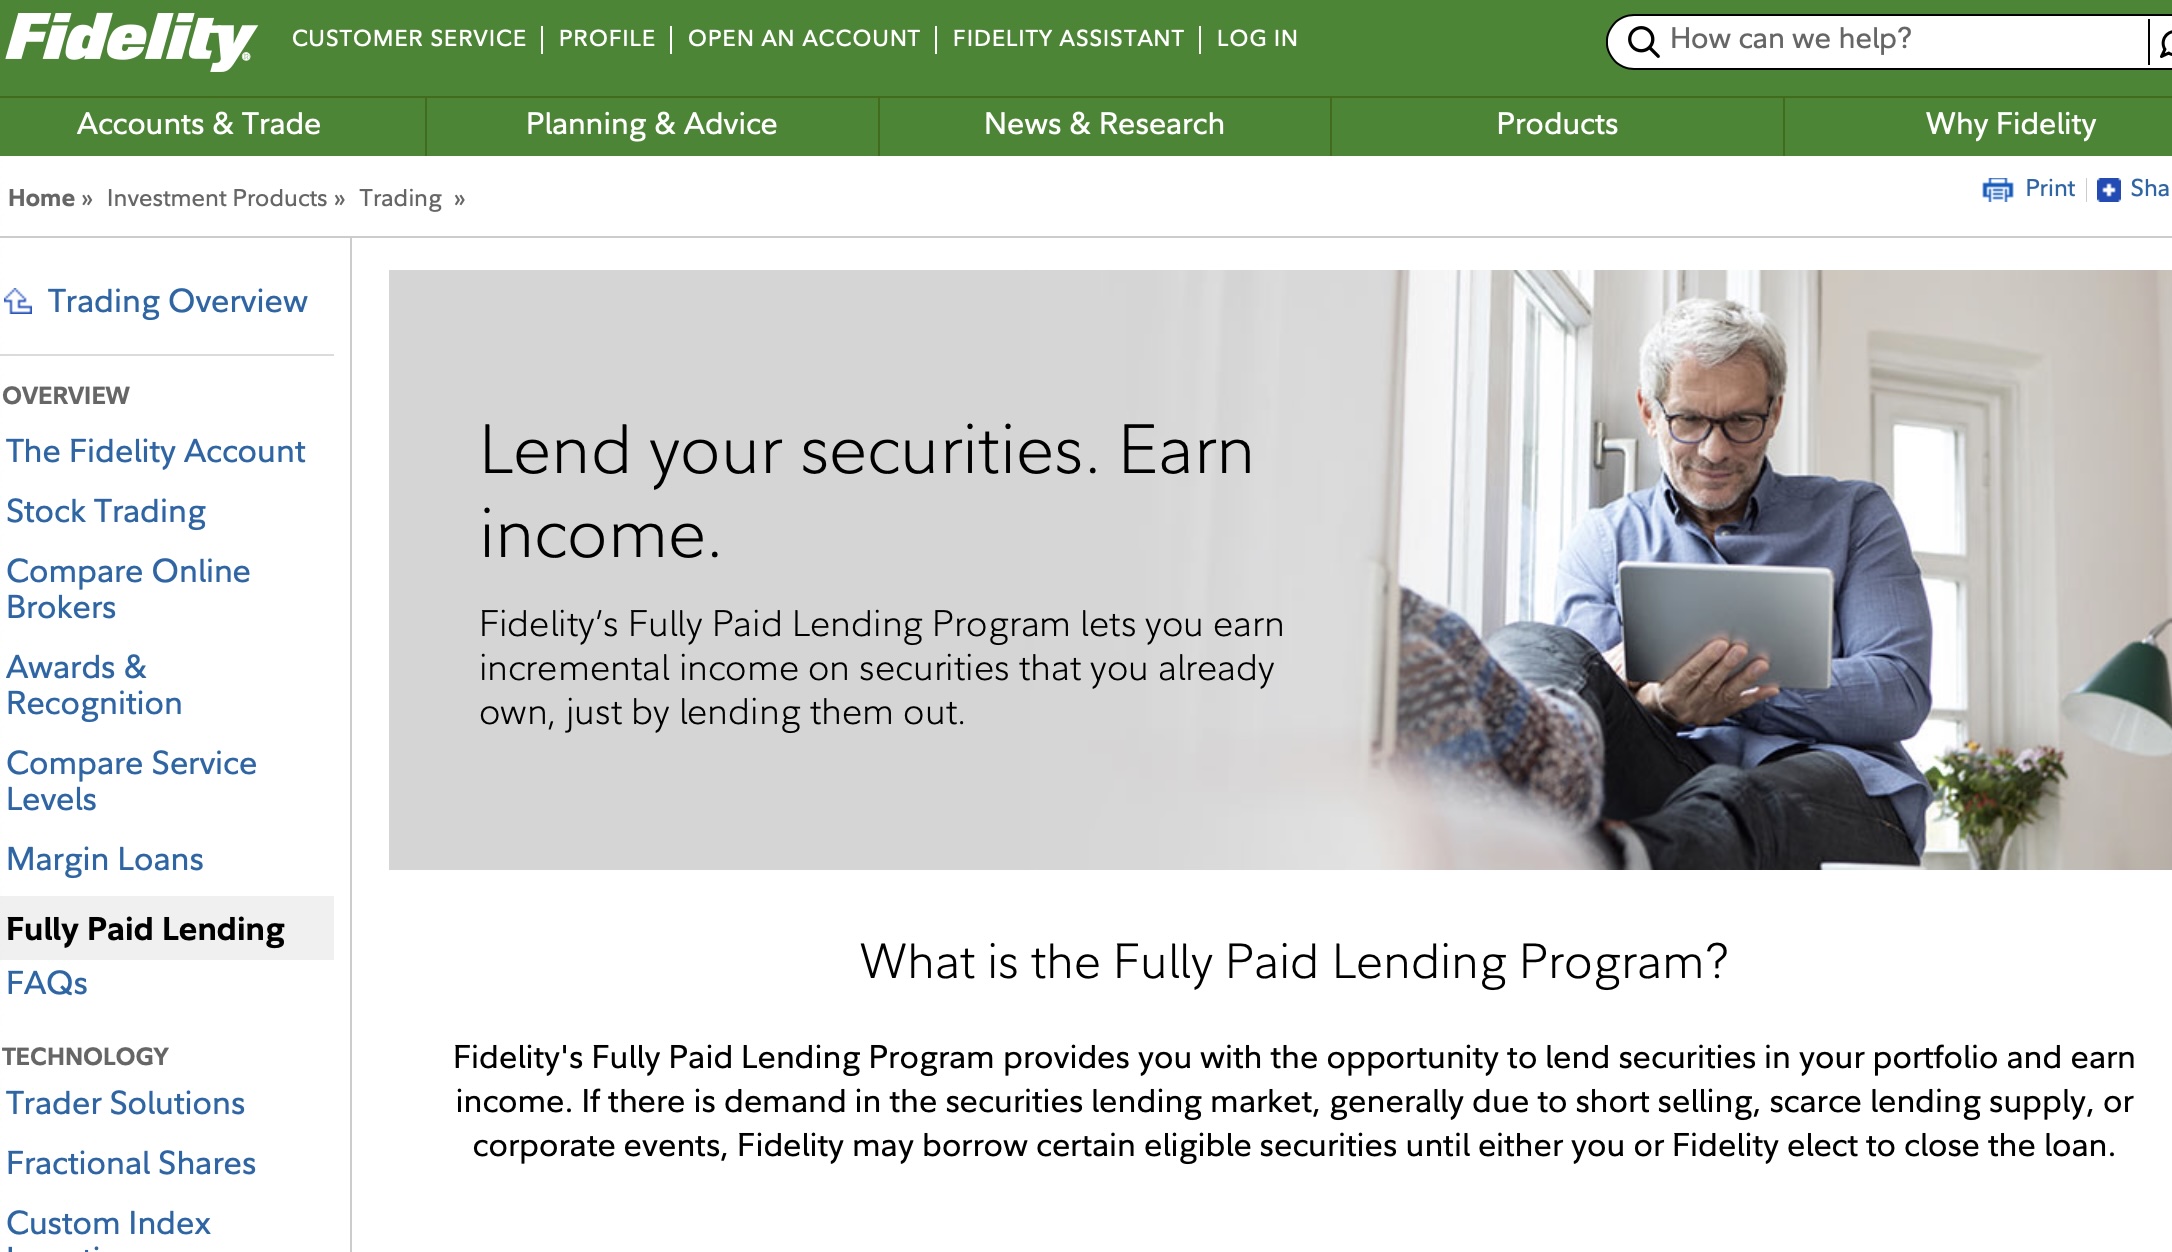 Fidelity
CUSTOMER SERVICE | PROFILE | OPEN AN ACCOUNT | FIDELITY ASSISTANT | LOG IN
How can we help?
Accounts & Trade
Planning & Advice
News & Research
Products
Why Fidelity
Home » Investment Products » Trading »
Print
Sha
Trading Overview
OVERVIEW
The Fidelity Account
Stock Trading
Compare Online
Brokers
Awards &
Recognition
Compare Service
Levels
Margin Loans
Fully Paid Lending
FAQs
TECHNOLOGY
Trader Solutions
Fractional Shares
Custom Index
Lend your securities. Earn
income.
Fidelity’s Fully Paid Lending Program lets you earn
incremental income on securities that you already
own, just by lending them out.
What is the Fully Paid Lending Program?
Fidelity's Fully Paid Lending Program provides you with the opportunity to lend securities in your portfolio and earn
income. If there is demand in the securities lending market, generally due to short selling, scarce lending supply, or
corporate events, Fidelity may borrow certain eligible securities until either you or Fidelity elect to close the loan.